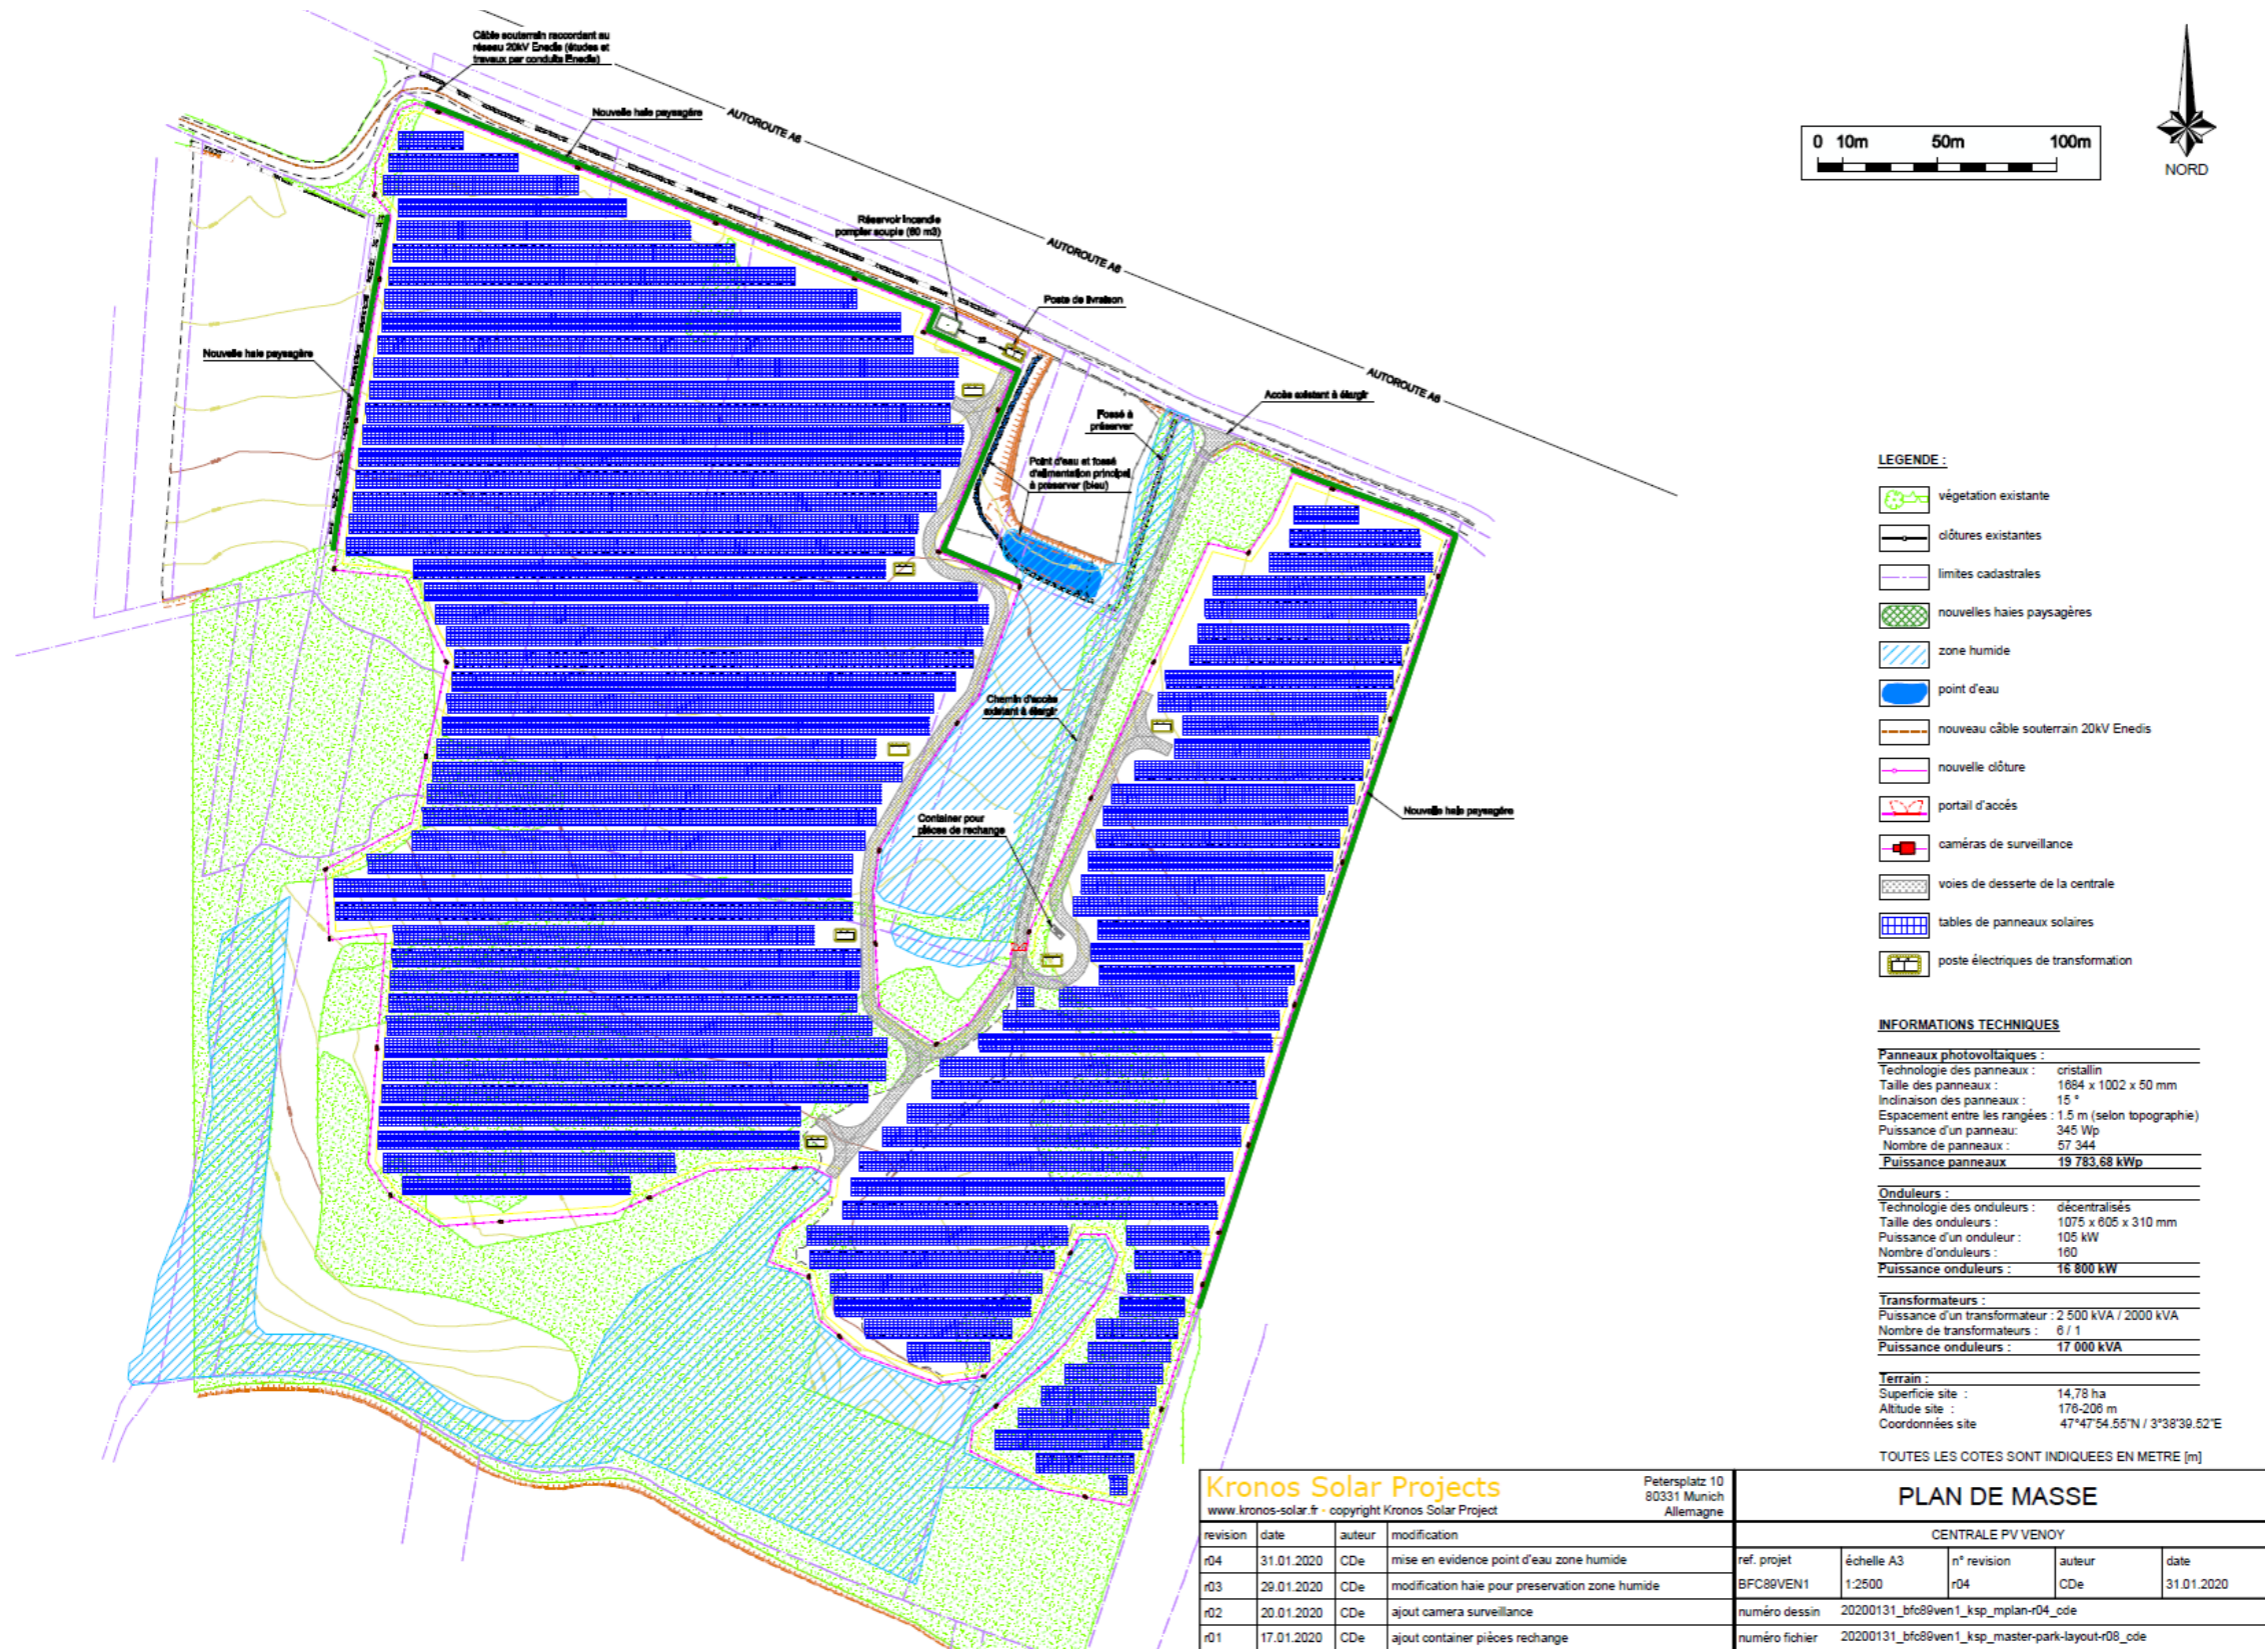 Câble souterrain raccordant au
réseau 20kV Enedis (études et
travaux par conduite Enedis)
Nouvelle haie paysagère
AUTOROUTE A6
Réservoir incendie
pompier souple (60 m3)
AUTOROUTE A6
Poste de livraison
Nouvelle haie paysagère
AUTOROUTE A6
Accès existant à élargir
Fossé à
préserver
Point d'eau et fossé
d'alimentation principal
à préserver (bleu)
Chemin d'accès
existant à élargir
Container pour
pièces de rechange
Nouvelle haie paysagère
0 10m 50m 100m
NORD
LEGENDE :
végetation existante
clôtures existantes
limites cadastrales
nouvelles haies paysagères
zone humide
point d'eau
nouveau câble souterrain 20kV Enedis
nouvelle clôture
portail d'accés
caméras de surveillance
voies de desserte de la centrale
tables de panneaux solaires
poste électriques de transformation
INFORMATIONS TECHNIQUES
Panneaux photovoltaïques :
Technologie des panneaux : cristallin
Taille des panneaux : 1684 x 1002 x 50 mm
Inclinaison des panneaux : 15 °
Espacement entre les rangées : 1.5 m (selon topographie)
Puissance d'un panneau: 345 Wp
Nombre de panneaux : 57 344
Puissance panneaux 19 783,68 kWp
Onduleurs :
Technologie des onduleurs : décentralisés
Taille des onduleurs : 1075 x 605 x 310 mm
Puissance d'un onduleur : 105 kW
Nombre d'onduleurs : 160
Puissance onduleurs : 16 800 kW
Transformateurs :
Puissance d'un transformateur : 2 500 kVA / 2000 kVA
Nombre de transformateurs : 6 / 1
Puissance onduleurs : 17 000 kVA
Terrain :
Superficie site : 14,78 ha
Altitude site : 176-206 m
Coordonnées site 47°47'54.55"N / 3°38'39.52"E
TOUTES LES COTES SONT INDIQUEES EN METRE [m]
Kronos Solar Projects
www.kronos-solar.fr - copyright Kronos Solar Project
Petersplatz 10
80331 Munich
Allemagne
revision date auteur modification
r04 31.01.2020 CDe mise en evidence point d'eau zone humide
r03 29.01.2020 CDe modification haie pour preservation zone humide
r02 20.01.2020 CDe ajout camera surveillance
r01 17.01.2020 CDe ajout container pièces rechange
PLAN DE MASSE
CENTRALE PV VENOY
ref. projet échelle A3 n° revision auteur date
BFC89VEN1 1:2500 r04 CDe 31.01.2020
numéro dessin 20200131_bfc89ven1_ksp_mplan-r04_cde
numéro fichier 20200131_bfc89ven1_ksp_master-park-layout-r08_cde